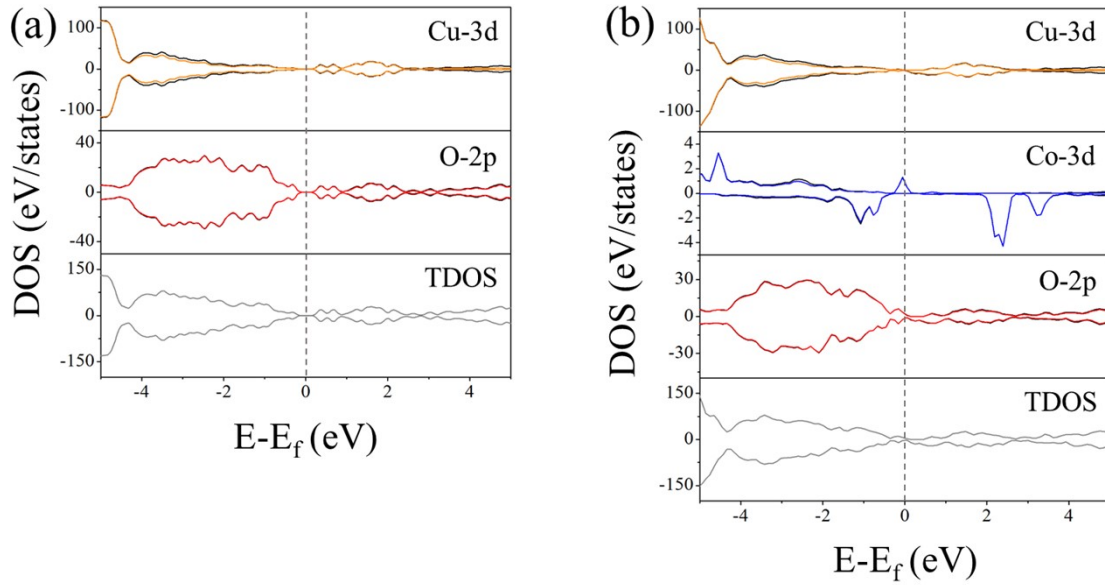 (a)
DOS (eV/states)
100
0
-100
Cu-3d
40
0
-40
O-2p
150
0
-150
TDOS
-4 -2 0 2 4
E-Ef (eV)
(b)
DOS (eV/states)
100
0
-100
Cu-3d
4
2
0
2
4
Co-3d
30
0
-30
O-2p
150
0
-150
TDOS
-4 -2 0 2 4
E-Ef (eV)